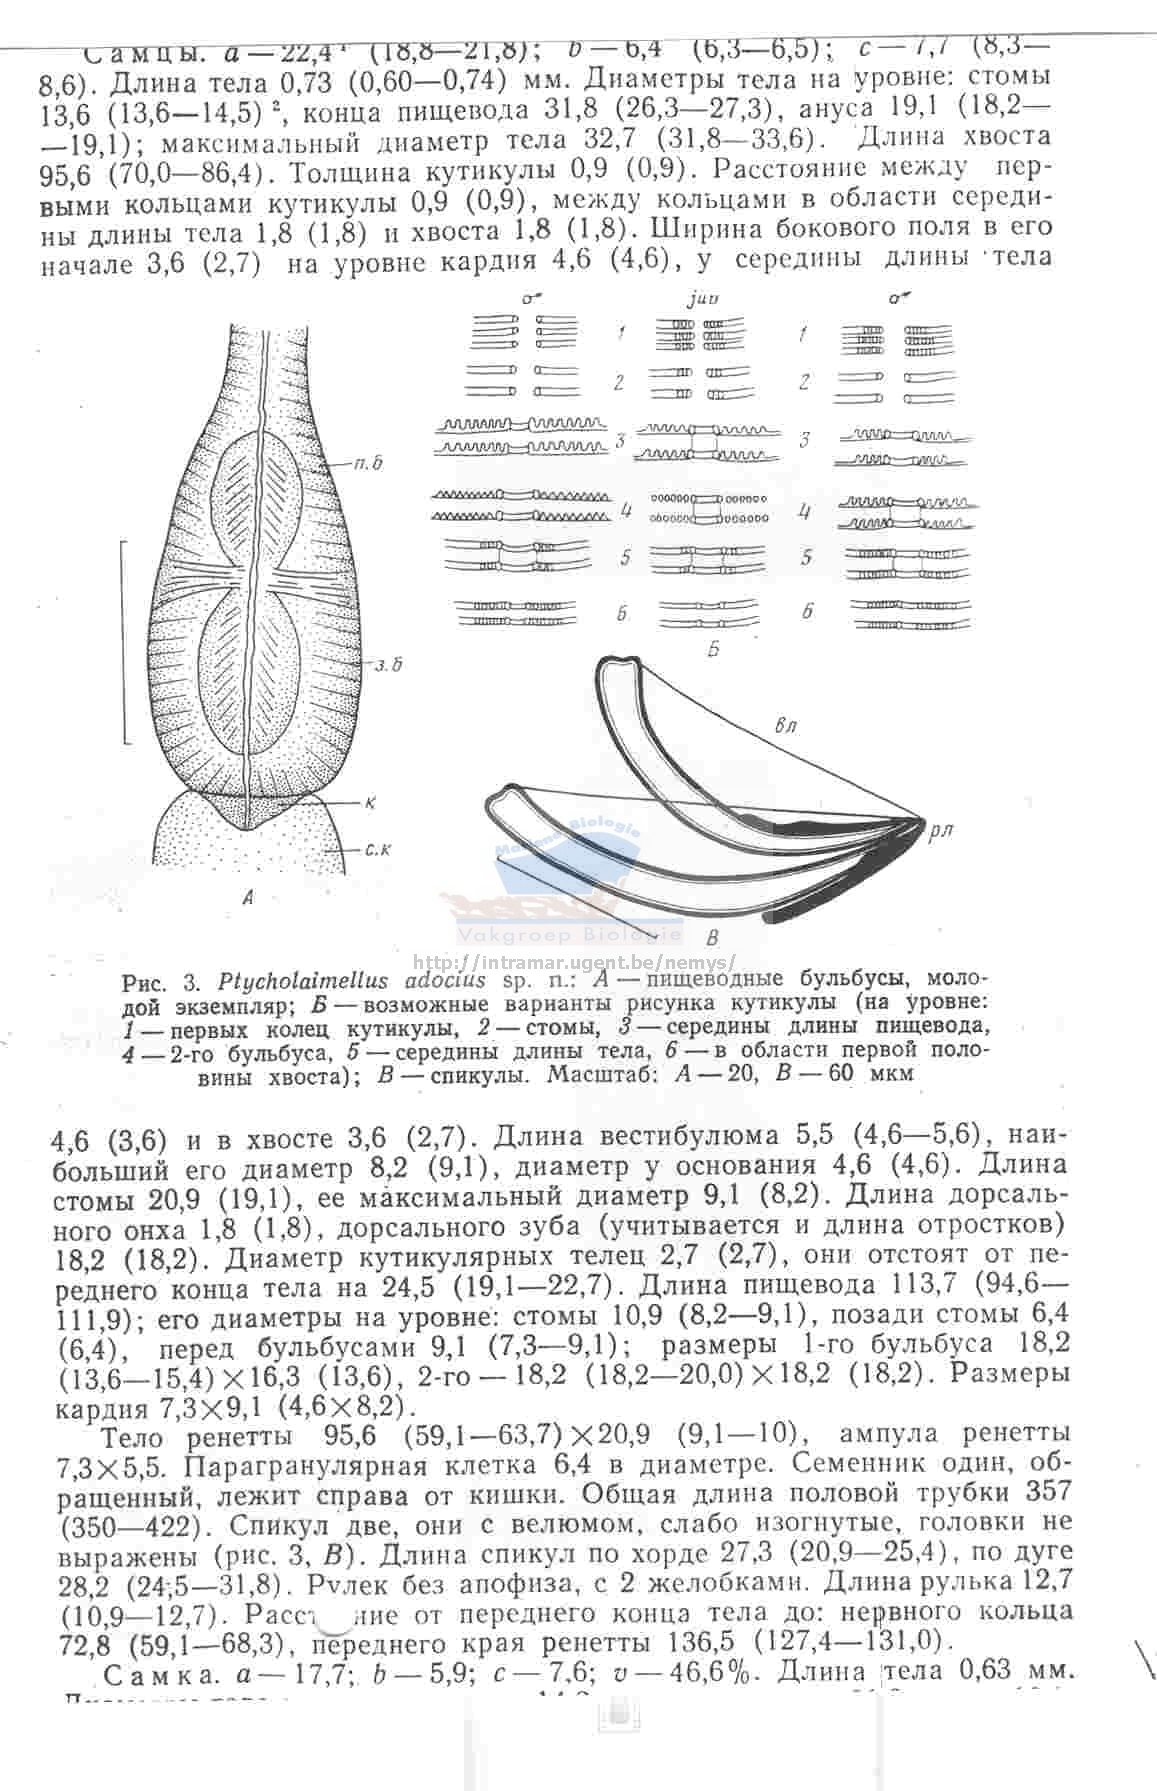 Самцы. а — 22,4¹ (18,8—21,8); b — 6,4 (6,3—6,5); c — 7,7 (8,3—
8,6). Длина тела 0,73 (0,60—0,74) мм. Диаметры тела на уровне: стомы
13,6 (13,6—14,5)², конца пищевода 31,8 (26,3—27,3), ануса 19,1 (18,2—
—19,1); максимальный диаметр тела 32,7 (31,8—33,6). Длина хвоста
95,6 (70,0—86,4). Толщина кутикулы 0,9 (0,9). Расстояние между пер-
выми кольцами кутикулы 0,9 (0,9), между кольцами в области середи-
ны длины тела 1,8 (1,8) и хвоста 1,8 (1,8). Ширина бокового поля в его
начале 3,6 (2,7) на уровне кардия 4,6 (4,6), у середины длины тела
♂ juv ♂
1 1
2 2
3 3
4 4
5 5
6 6
п.б
з.б
к
с.к
А
Б
вл
рл
В
Mariene Biologie
Vakgroep Biologie
http://intramar.ugent.be/nemys/
Рис. 3. Ptycholaimellus adocius sp. n.: А — пищеводные бульбусы, моло-
дой экземпляр; Б — возможные варианты рисунка кутикулы (на уровне:
1 — первых колец кутикулы, 2 — стомы, 3 — середины длины пищевода,
4 — 2-го бульбуса, 5 — середины длины тела, 6 — в области первой поло-
вины хвоста); В — спикулы. Масштаб: А — 20, В — 60 мкм
4,6 (3,6) и в хвосте 3,6 (2,7). Длина вестибулюма 5,5 (4,6—5,6), наи-
больший его диаметр 8,2 (9,1), диаметр у основания 4,6 (4,6). Длина
стомы 20,9 (19,1), ее максимальный диаметр 9,1 (8,2). Длина дорсаль-
ного онха 1,8 (1,8), дорсального зуба (учитывается и длина отростков)
18,2 (18,2). Диаметр кутикулярных телец 2,7 (2,7), они отстоят от пе-
реднего конца тела на 24,5 (19,1—22,7). Длина пищевода 113,7 (94,6—
111,9); его диаметры на уровне: стомы 10,9 (8,2—9,1), позади стомы 6,4
(6,4), перед бульбусами 9,1 (7,3—9,1); размеры 1-го бульбуса 18,2
(13,6—15,4)×16,3 (13,6), 2-го — 18,2 (18,2—20,0)×18,2 (18,2). Размеры
кардия 7,3×9,1 (4,6×8,2).
Тело ренетты 95,6 (59,1—63,7)×20,9 (9,1—10), ампула ренетты
7,3×5,5. Парагранулярная клетка 6,4 в диаметре. Семенник один, об-
ращенный, лежит справа от кишки. Общая длина половой трубки 357
(350—422). Спикул две, они с велюмом, слабо изогнутые, головки не
выражены (рис. 3, В). Длина спикул по хорде 27,3 (20,9—25,4), по дуге
28,2 (24,5—31,8). Рулек без апофиза, с 2 желобками. Длина рулька 12,7
(10,9—12,7). Расст ние от переднего конца тела до: нервного кольца
72,8 (59,1—68,3), переднего края ренетты 136,5 (127,4—131,0).
Самка. а — 17,7; b — 5,9; c — 7,6; v — 46,6%. Длина тела 0,63 мм.